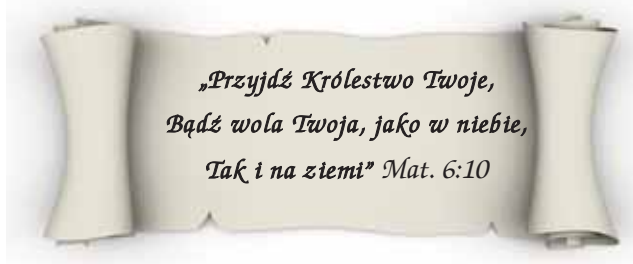 „Przyjdź Królestwo Twoje,
Bądź wola Twoja, jako w niebie,
Tak i na ziemi” Mat. 6:10